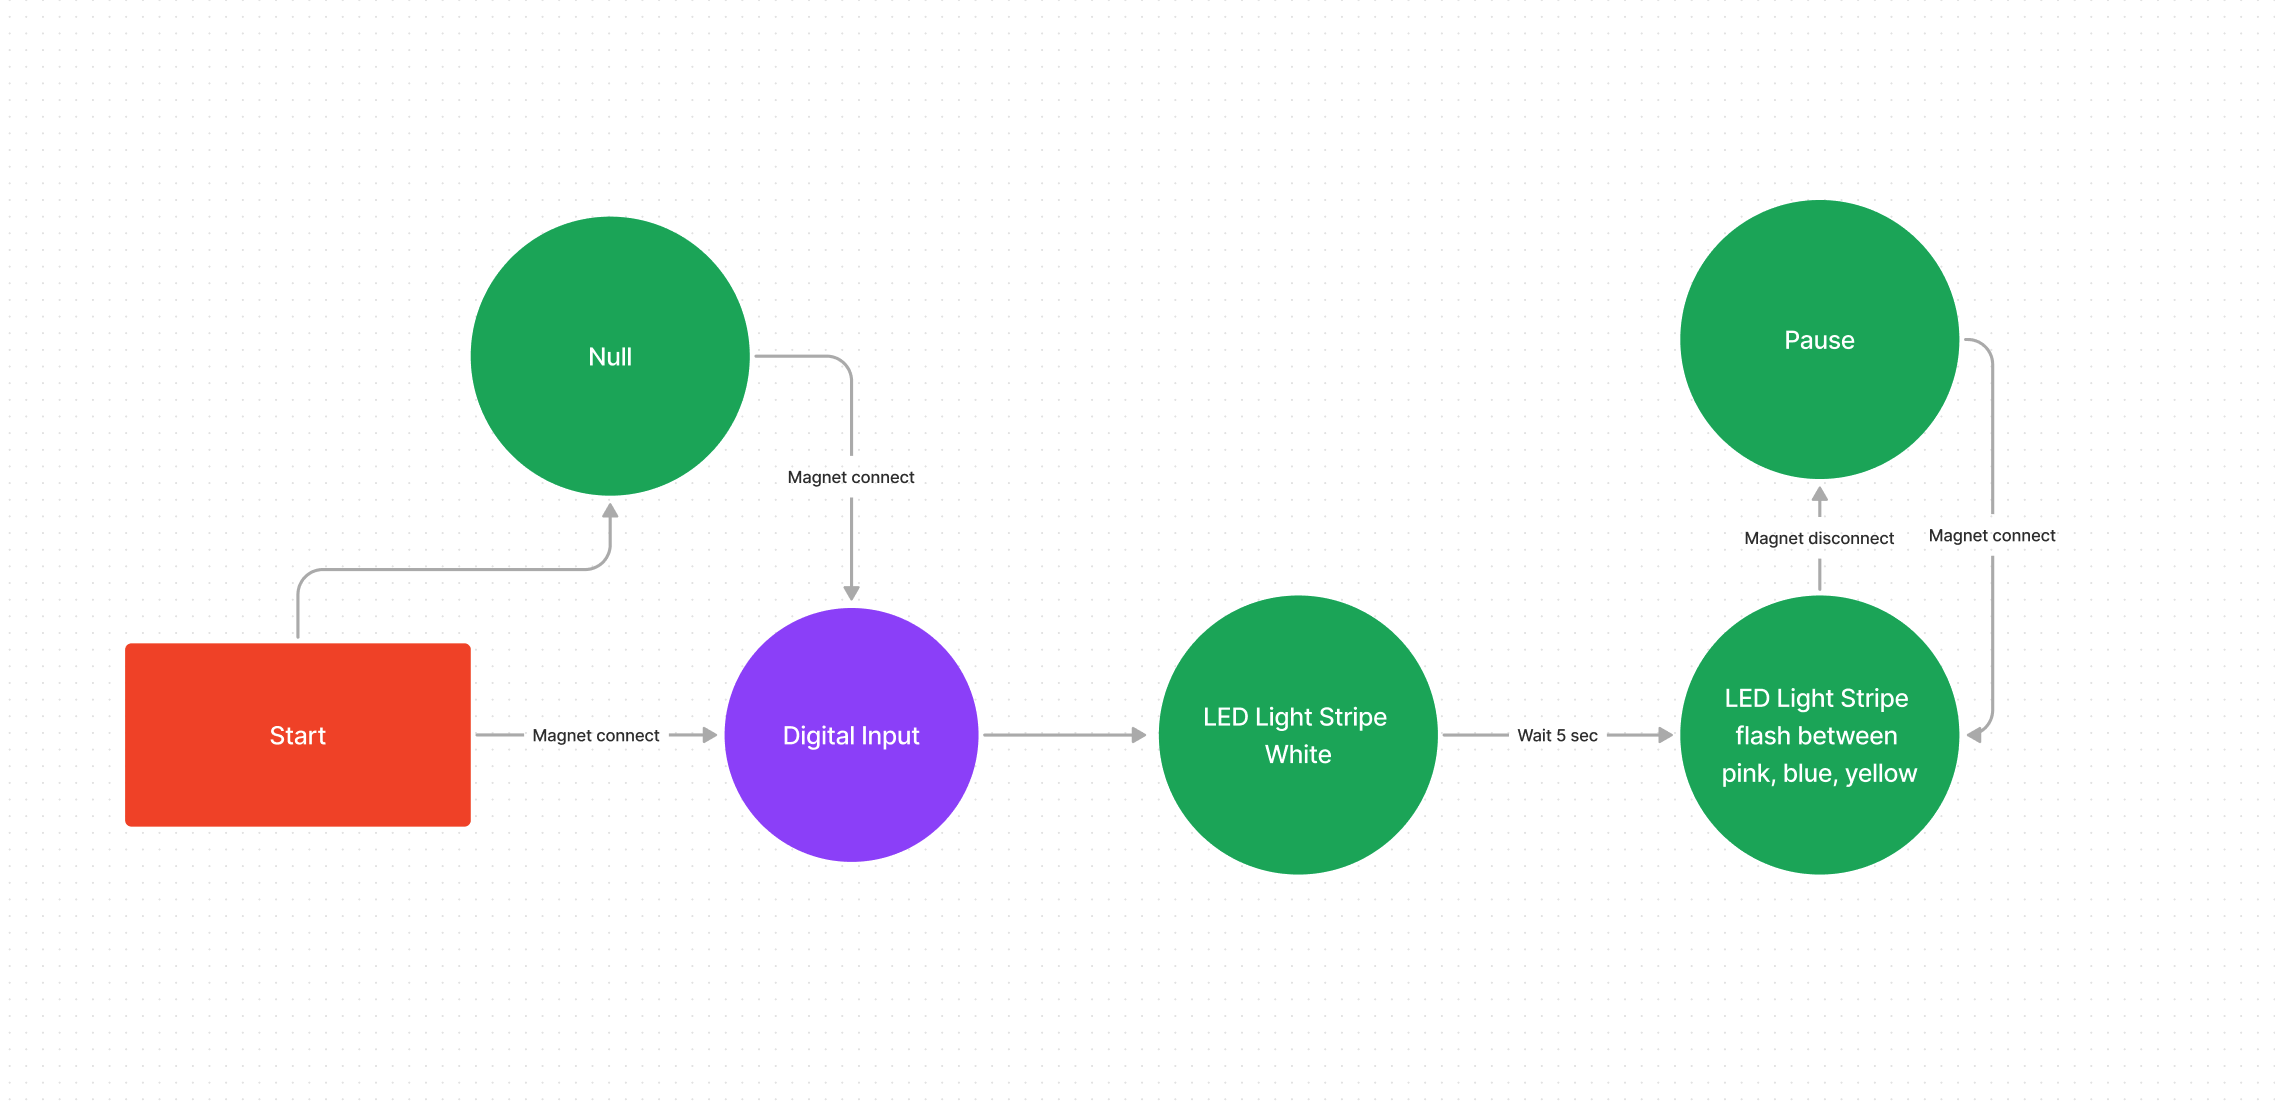 Null
Pause
Magnet connect
Magnet disconnect
Magnet connect
Start
Magnet connect
Digital Input
LED Light Stripe
White
Wait 5 sec
LED Light Stripe
flash between
pink, blue, yellow